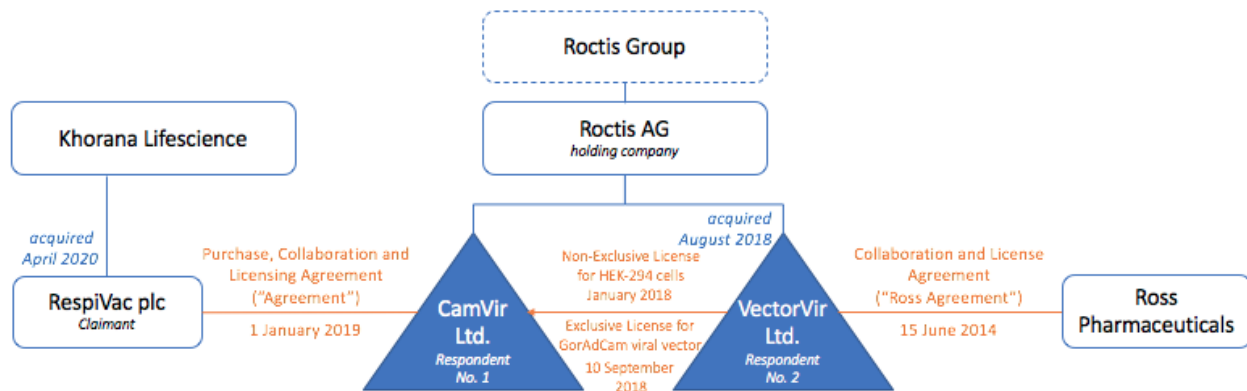 Roctis Group
Khorana Lifescience
Roctis AG
holding company
acquired
April 2020
acquired
August 2018
Purchase, Collaboration and
Licensing Agreement
("Agreement")
1 January 2019
Non-Exclusive License
for HEK-294 cells
January 2018
Exclusive License for
GorAdCam viral vector
10 September
2018
Collaboration and License
Agreement
("Ross Agreement")
15 June 2014
RespiVac plc
Claimant
CamVir
Ltd.
Respondent
No. 1
VectorVir
Ltd.
Respondent
No. 2
Ross
Pharmaceuticals